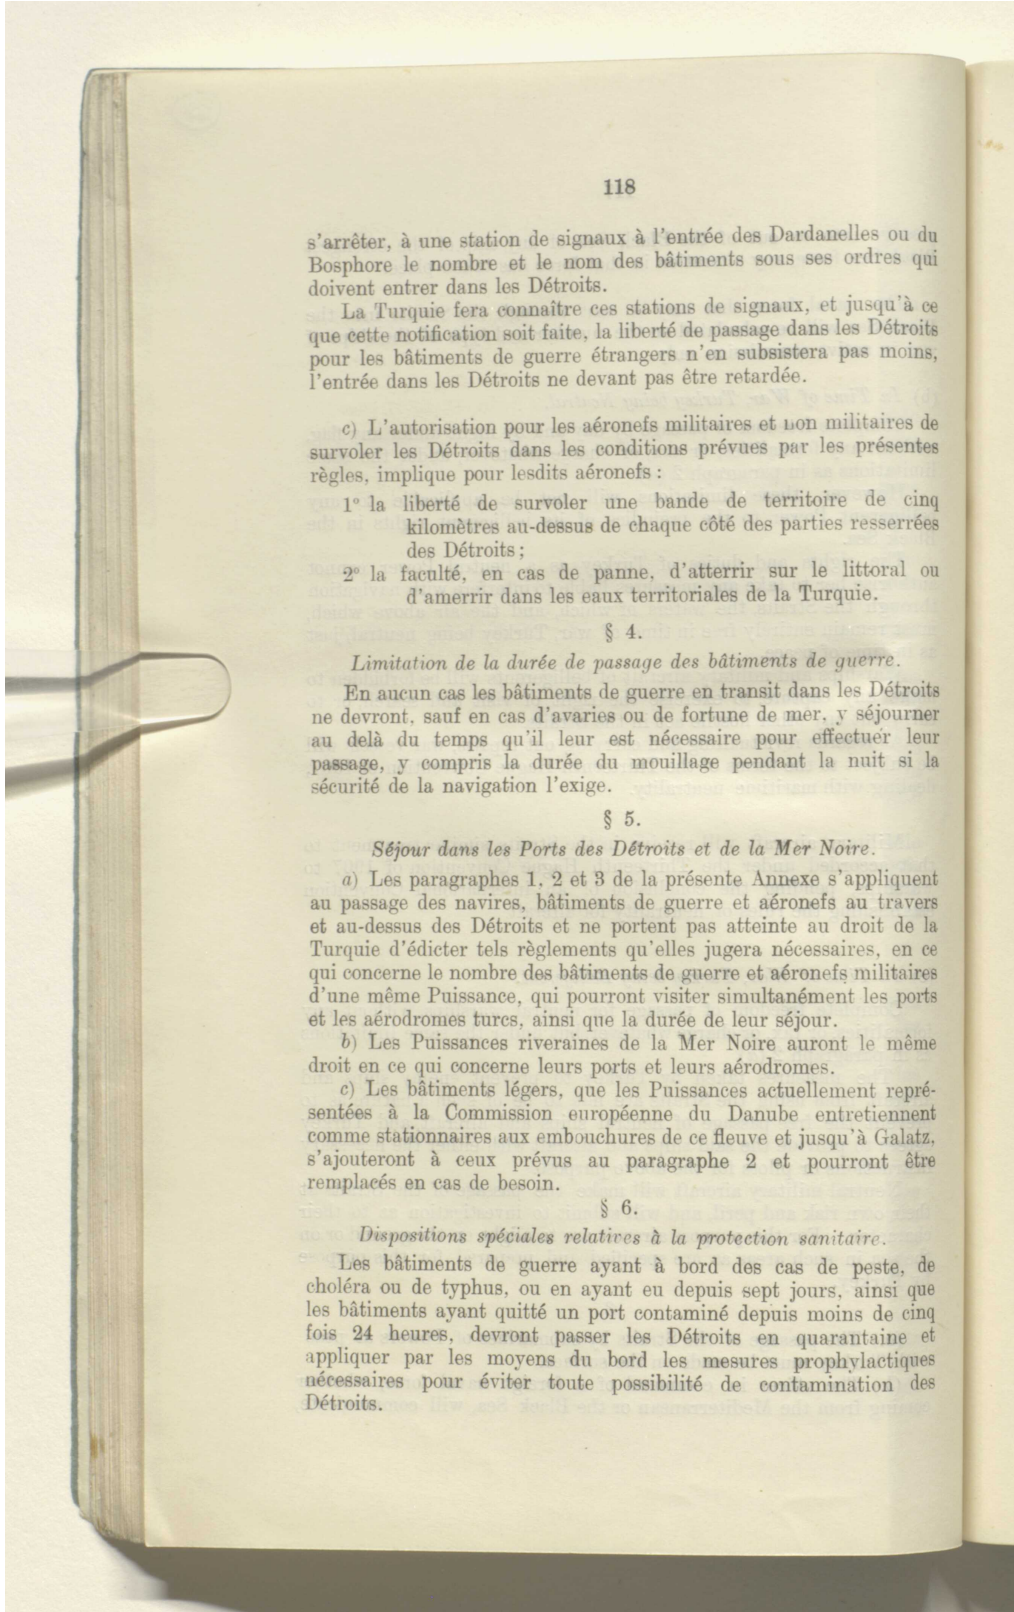 118
s'arrêter, à une station de signaux à l'entrée des Dardanelles ou du
Bosphore le nombre et le nom des bâtiments sous ses ordres qui
doivent entrer dans les Détroits.
La Turquie fera connaître ces stations de signaux, et jusqu'à ce
que cette notification soit faite, la liberté de passage dans les Détroits
pour les bâtiments de guerre étrangers n'en subsistera pas moins,
l'entrée dans les Détroits ne devant pas être retardée.
c) L'autorisation pour les aéronefs militaires et non militaires de
survoler les Détroits dans les conditions prévues par les présentes
règles, implique pour lesdits aéronefs :
1° la liberté de survoler une bande de territoire de cinq
kilomètres au-dessus de chaque côté des parties resserrées
des Détroits ;
2° la faculté, en cas de panne, d'atterrir sur le littoral ou
d'amerrir dans les eaux territoriales de la Turquie.
§ 4.
Limitation de la durée de passage des bâtiments de guerre.
En aucun cas les bâtiments de guerre en transit dans les Détroits
ne devront, sauf en cas d'avaries ou de fortune de mer, y séjourner
au delà du temps qu'il leur est nécessaire pour effectuer leur
passage, y compris la durée du mouillage pendant la nuit si la
sécurité de la navigation l'exige.
§ 5.
Séjour dans les Ports des Détroits et de la Mer Noire.
a) Les paragraphes 1, 2 et 3 de la présente Annexe s'appliquent
au passage des navires, bâtiments de guerre et aéronefs au travers
et au-dessus des Détroits et ne portent pas atteinte au droit de la
Turquie d'édicter tels règlements qu'elles jugera nécessaires, en ce
qui concerne le nombre des bâtiments de guerre et aéronefs militaires
d'une même Puissance, qui pourront visiter simultanément les ports
et les aérodromes turcs, ainsi que la durée de leur séjour.
b) Les Puissances riveraines de la Mer Noire auront le même
droit en ce qui concerne leurs ports et leurs aérodromes.
c) Les bâtiments légers, que les Puissances actuellement repré-
sentées à la Commission européenne du Danube entretiennent
comme stationnaires aux embouchures de ce fleuve et jusqu'à Galatz,
s'ajouteront à ceux prévus au paragraphe 2 et pourront être
remplacés en cas de besoin.
§ 6.
Dispositions spéciales relatives à la protection sanitaire.
Les bâtiments de guerre ayant à bord des cas de peste, de
choléra ou de typhus, ou en ayant eu depuis sept jours, ainsi que
les bâtiments ayant quitté un port contaminé depuis moins de cinq
fois 24 heures, devront passer les Détroits en quarantaine et
appliquer par les moyens du bord les mesures prophylactiques
nécessaires pour éviter toute possibilité de contamination des
Détroits.